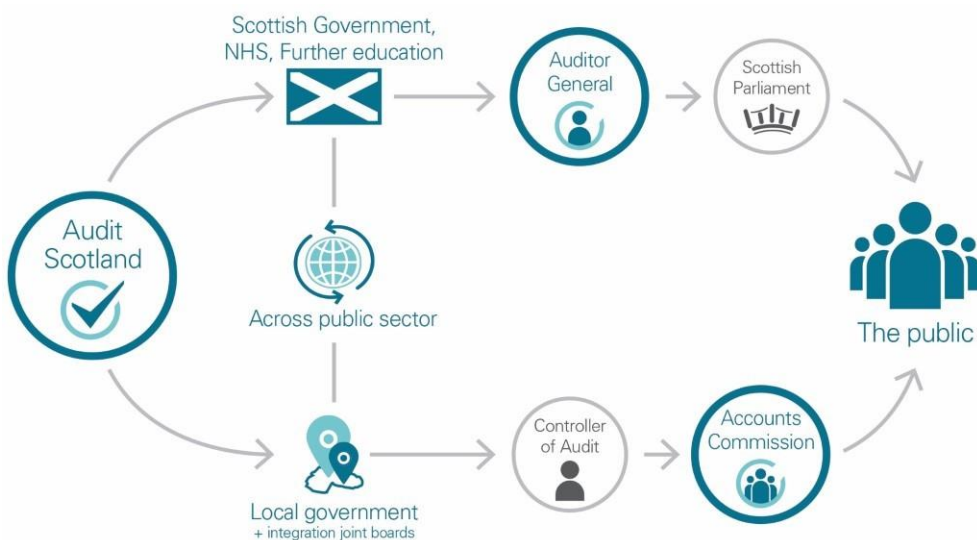 Scottish Government,
NHS, Further education
Auditor
General
Scottish
Parliament
Audit
Scotland
Across public sector
The public
Local government
+ integration joint boards
Controller
of Audit
Accounts
Commission